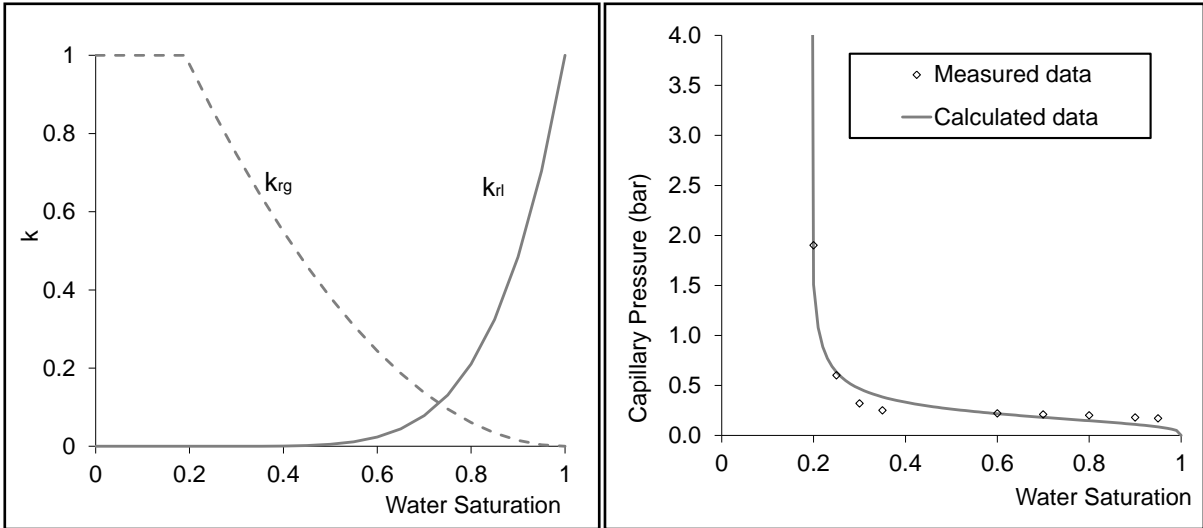 1
0.8
0.6
0.4
0.2
0
k
krg
krl
0 0.2 0.4 0.6 0.8 1
Water Saturation
4.0
3.5
3.0
2.5
2.0
1.5
1.0
0.5
0.0
Capillary Pressure (bar)
Measured data
Calculated data
0 0.2 0.4 0.6 0.8 1
Water Saturation